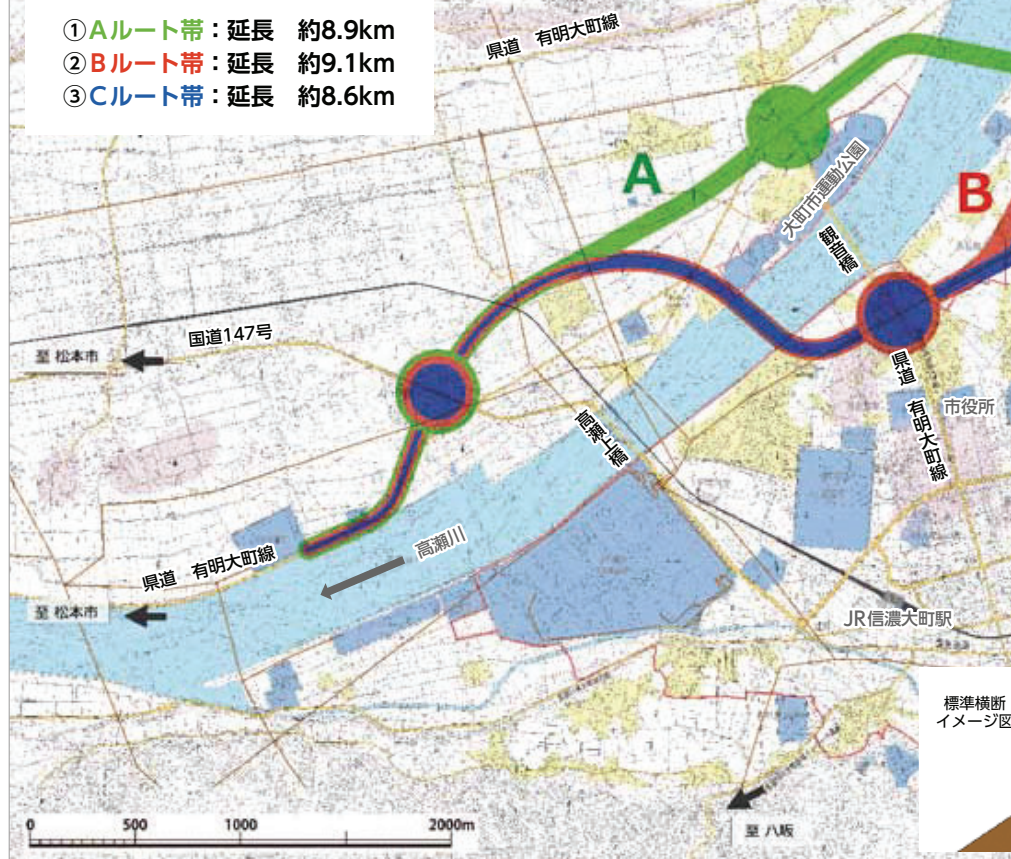 ①Aルート帯：延長　約8.9km
②Bルート帯：延長　約9.1km
③Cルート帯：延長　約8.6km
県道　有明大町線
A
大町市運動公園
B
観音橋
国道147号
至 松本市
県道　有明大町線
市役所
高瀬上橋
高瀬川
県道　有明大町線
至 松本市
JR信濃大町駅
標準横断
イメージ図
0 500 1000 2000m
至 八坂